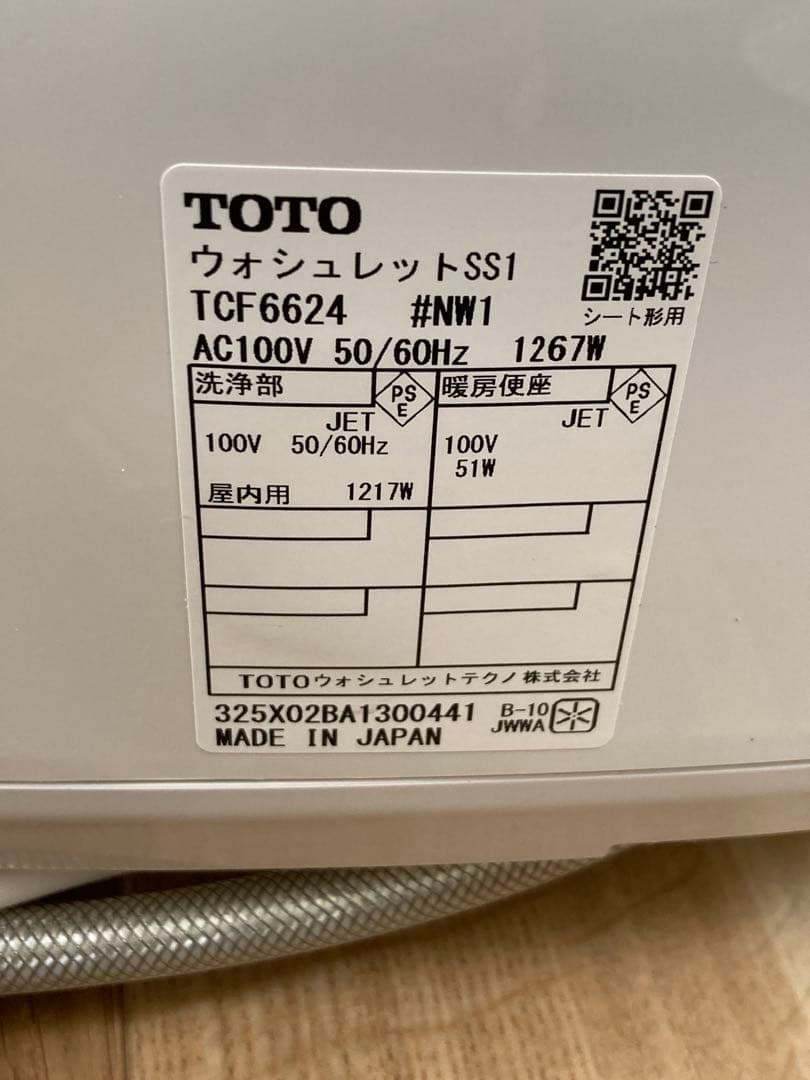 TOTO
ウォシュレットSS1
TCF6624 #NW1
シート形用
AC100V 50/60Hz 1267W
洗浄部
PS
E
JET
100V 50/60Hz
屋内用 1217W
暖房便座
PS
E
JET
100V
51W
TOTOウォシュレットテクノ株式会社
325X02BA1300441
B-10
JWWA
MADE IN JAPAN